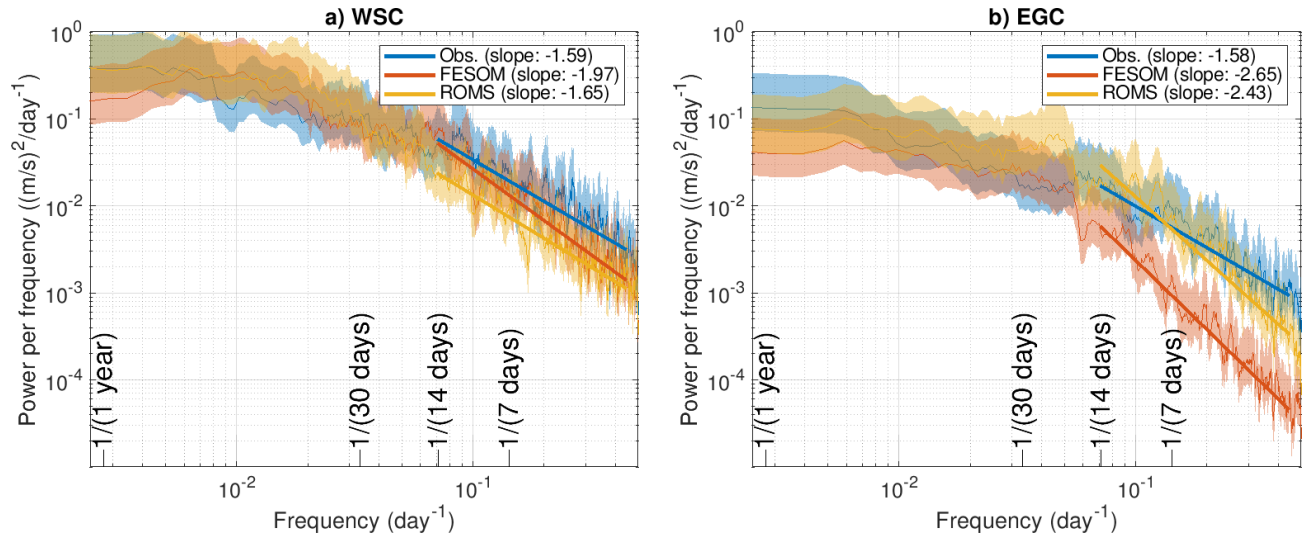 a) WSC
Power per frequency ((m/s)²/day⁻¹)
10⁰
10⁻¹
10⁻²
10⁻³
10⁻⁴
Obs. (slope: -1.59)
FESOM (slope: -1.97)
ROMS (slope: -1.65)
1/(1 year)
1/(30 days)
1/(14 days)
1/(7 days)
10⁻²
10⁻¹
Frequency (day⁻¹)
b) EGC
Power per frequency ((m/s)²/day⁻¹)
10⁰
10⁻¹
10⁻²
10⁻³
10⁻⁴
Obs. (slope: -1.58)
FESOM (slope: -2.65)
ROMS (slope: -2.43)
1/(1 year)
1/(30 days)
1/(14 days)
1/(7 days)
10⁻²
10⁻¹
Frequency (day⁻¹)